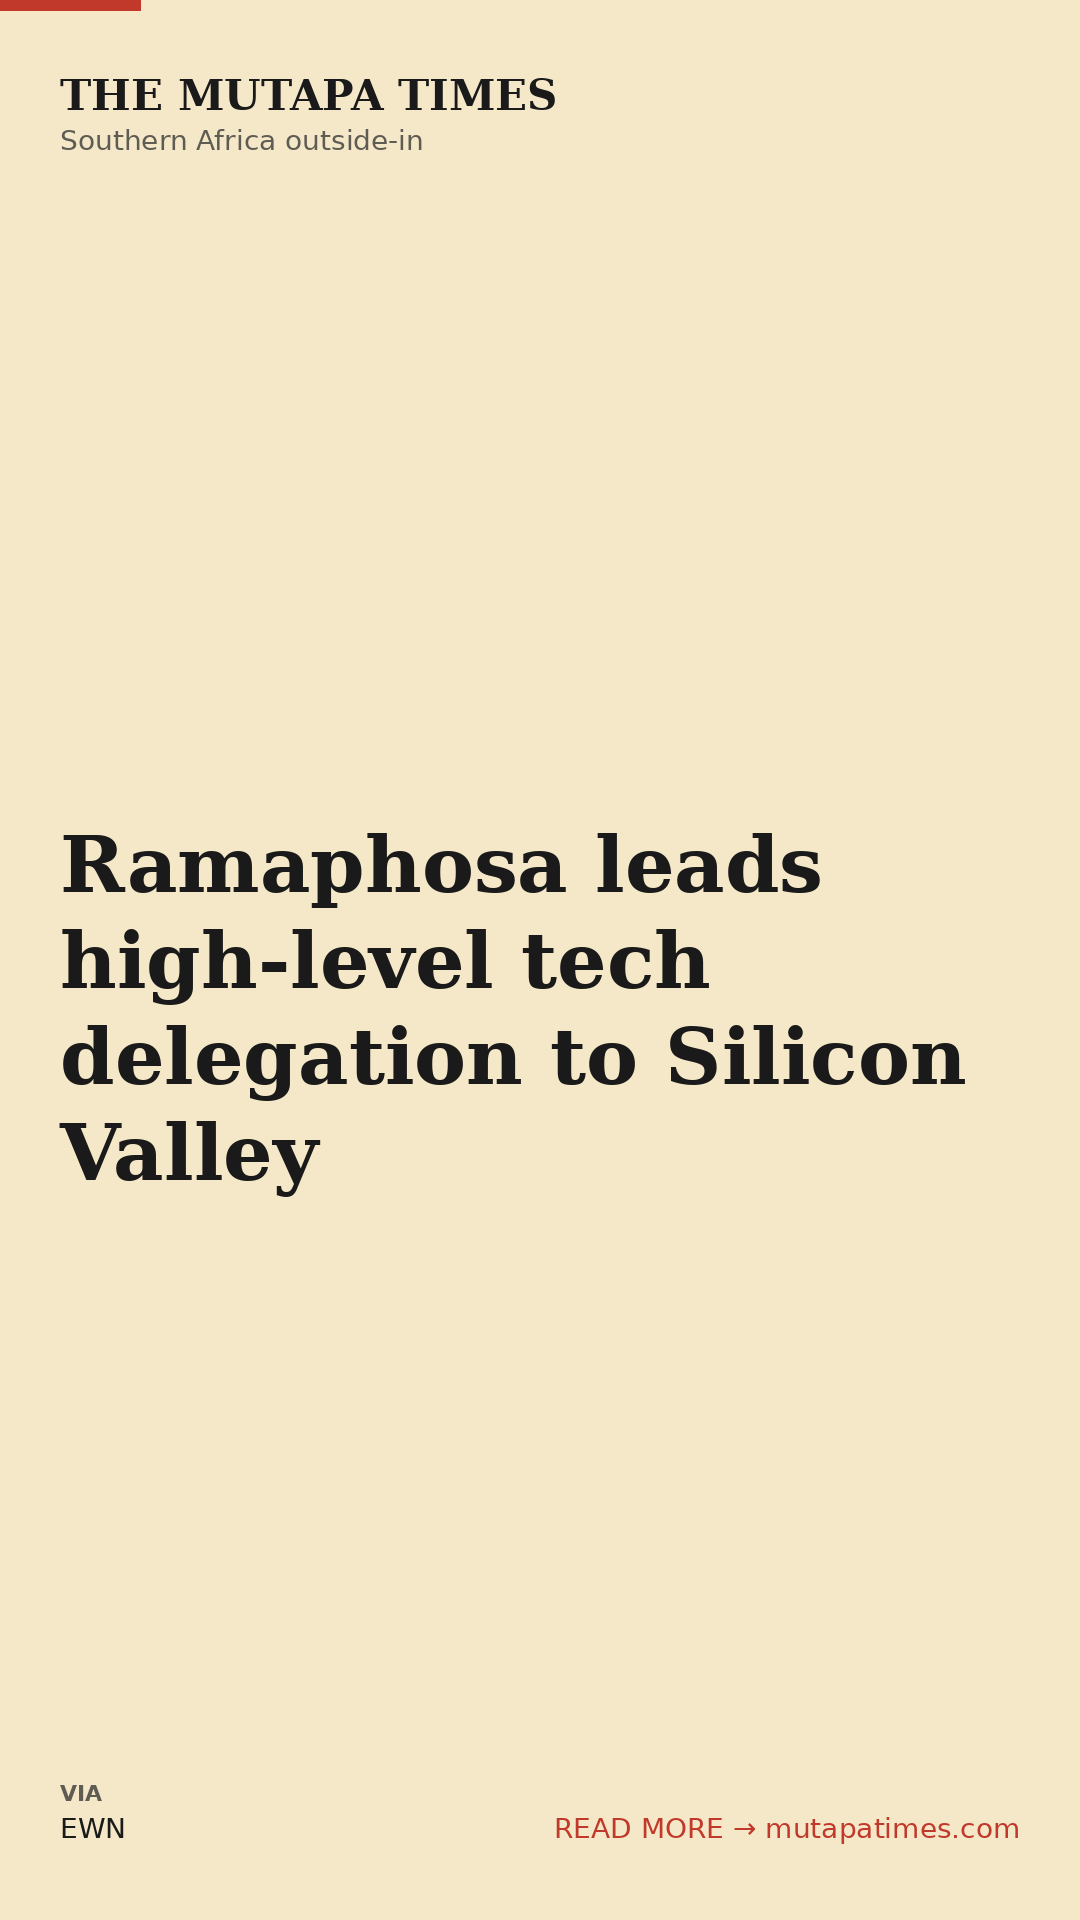 THE MUTAPA TIMES
Southern Africa outside-in
Ramaphosa leads
high-level tech
delegation to Silicon
Valley
VIA
EWN
READ MORE → mutapatimes.com